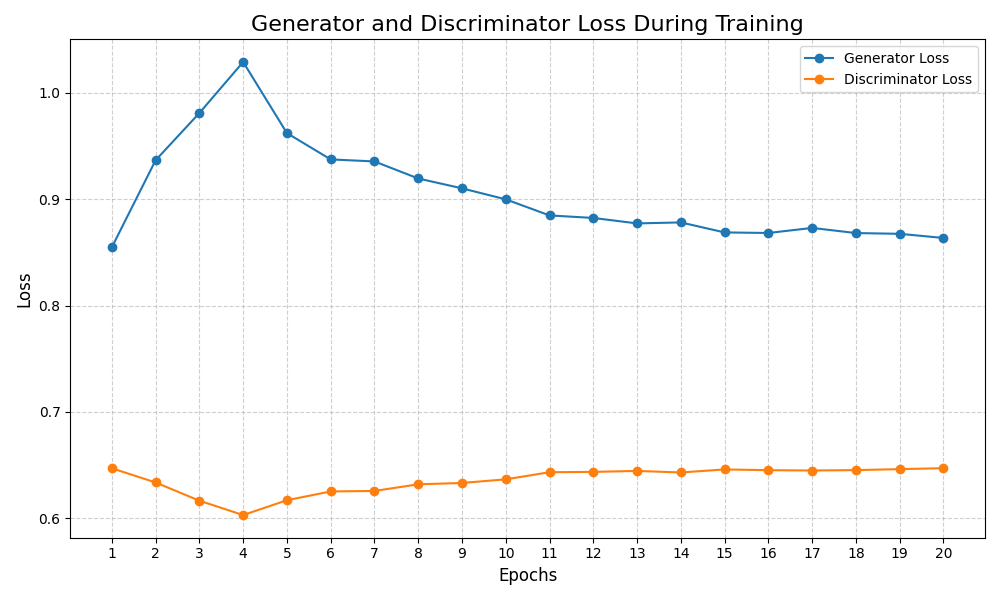 Generator and Discriminator Loss During Training
Generator Loss
Discriminator Loss
1.0
0.9
0.8
0.7
0.6
Loss
1 2 3 4 5 6 7 8 9 10 11 12 13 14 15 16 17 18 19 20
Epochs